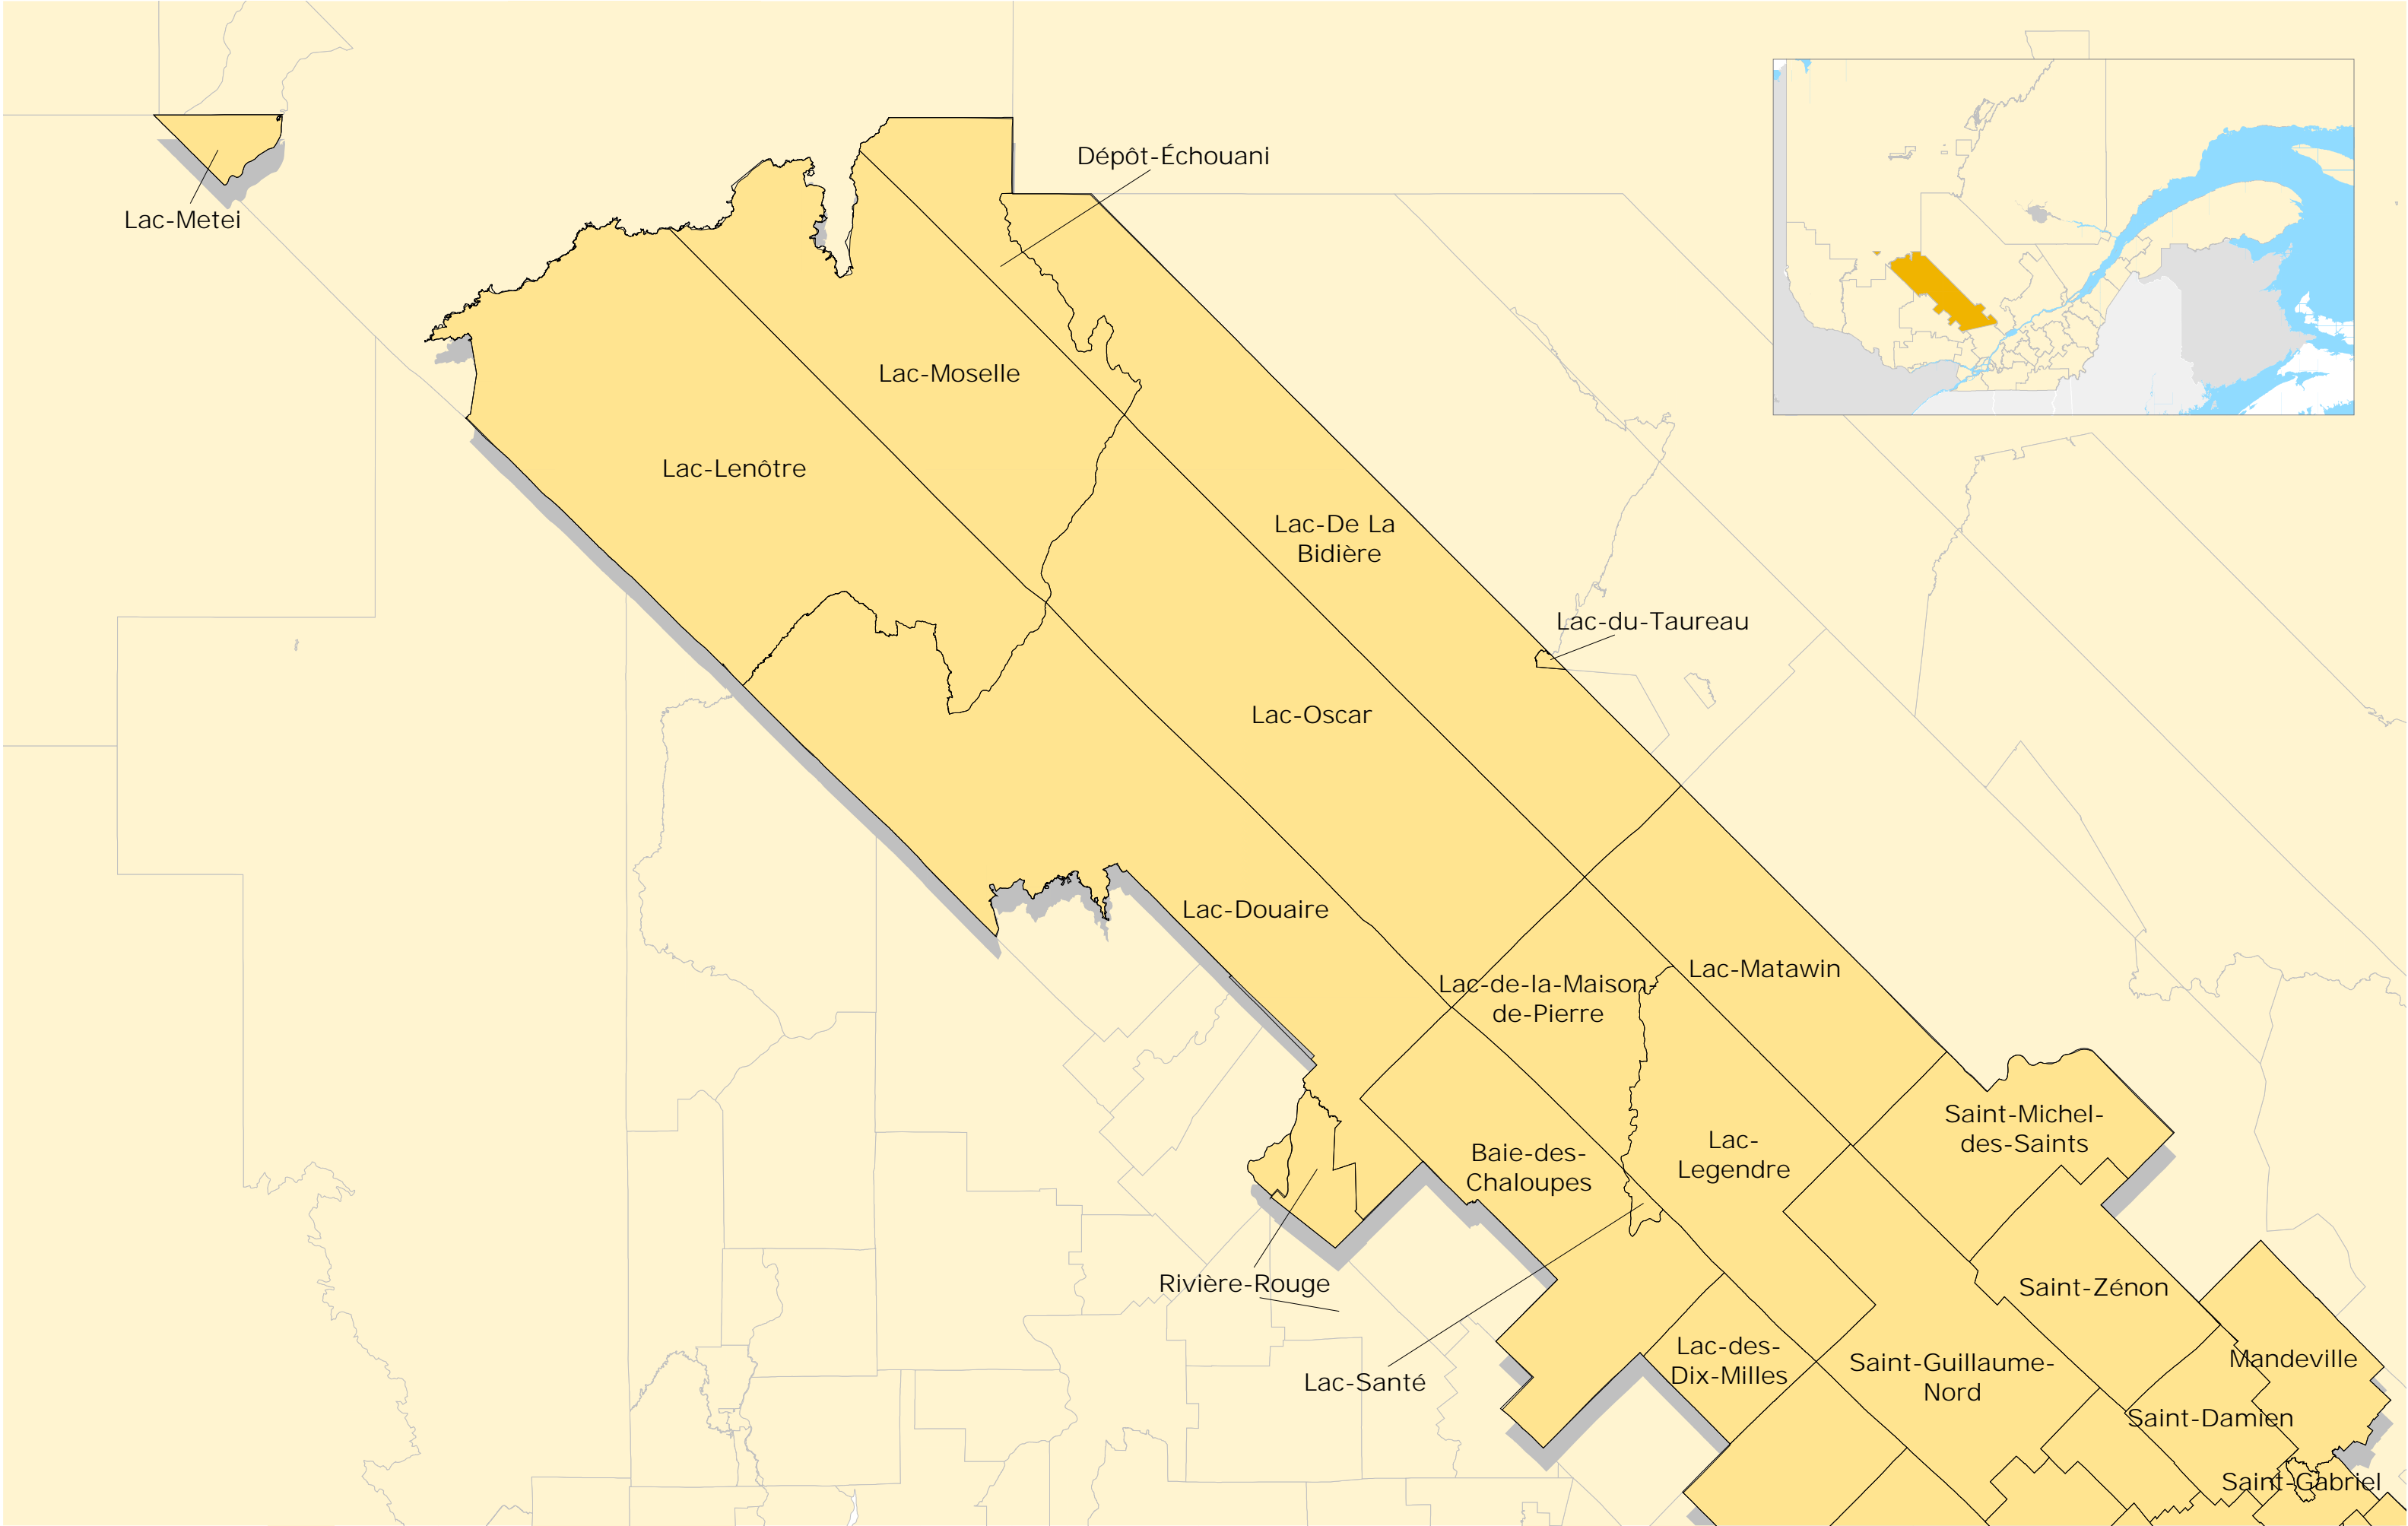 Dépôt-Échouani
Lac-Metei
Lac-Moselle
Lac-Lenôtre
Lac-De La
Bidière
Lac-du-Taureau
Lac-Oscar
Lac-Douaire
Lac-Matawin
Lac-de-la-Maison-
de-Pierre
Saint-Michel-
des-Saints
Lac-
Legendre
Baie-des-
Chaloupes
Rivière-Rouge
Saint-Zénon
Lac-des-
Dix-Milles
Mandeville
Saint-Guillaume-
Nord
Lac-Santé
Saint-Damien
Saint-Gabriel